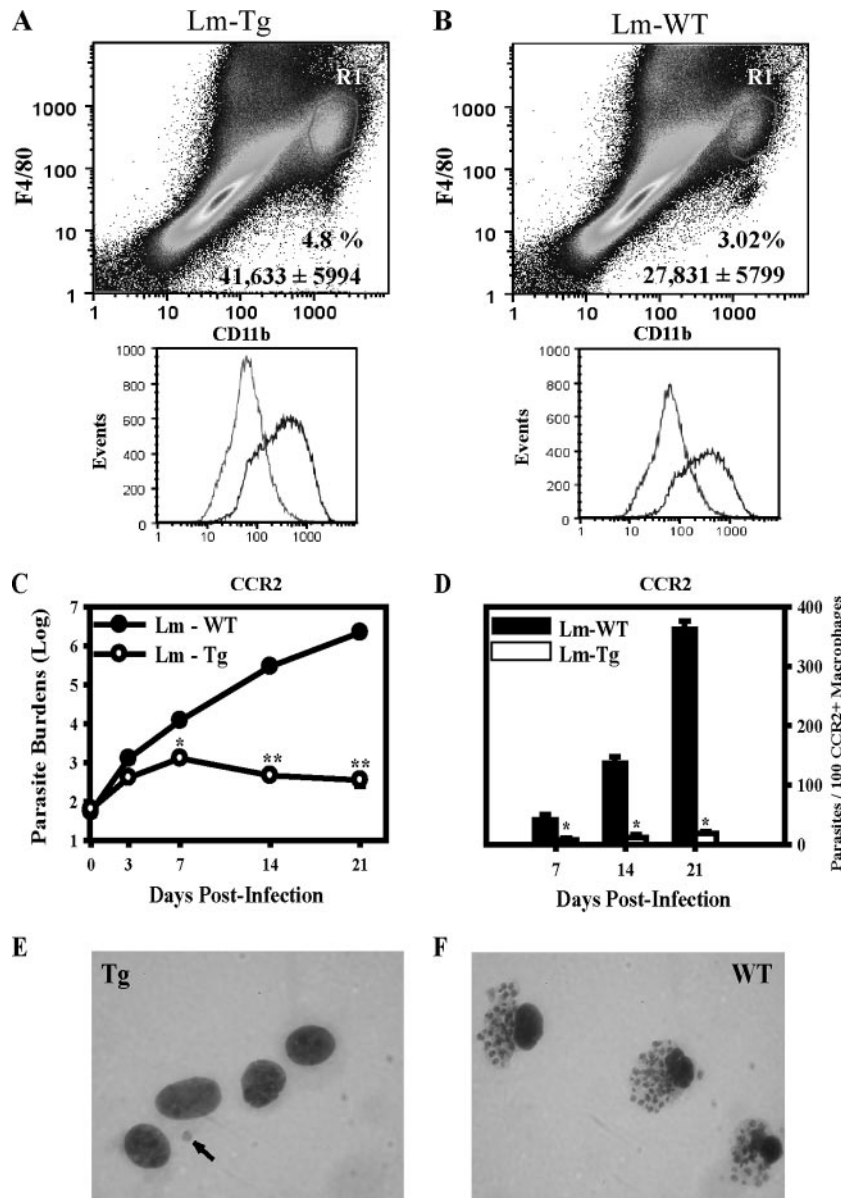 A
Lm-Tg
B
Lm-WT
R1
R1
F4/80
1000
100
10
1
4.8 %
41,633 ± 5994
1 10 100 1000
CD11b
F4/80
1000
100
10
1
3.02%
27,831 ± 5799
1 10 100 1000
CD11b
Events
1000
800
600
400
200
0
1 10 100 1000
CCR2
Events
1000
800
600
400
200
0
1 10 100 1000
CCR2
C
Parasite Burdens (Log)
7
6
5
4
3
2
1
Lm - WT
Lm - Tg
*
**
**
0 3 7 14 21
Days Post-Infection
D
Lm-WT
Lm-Tg
*
*
*
400
300
200
100
0
Parasites / 100 CCR2+ Macrophages
7 14 21
Days Post-Infection
E
Tg
F
WT